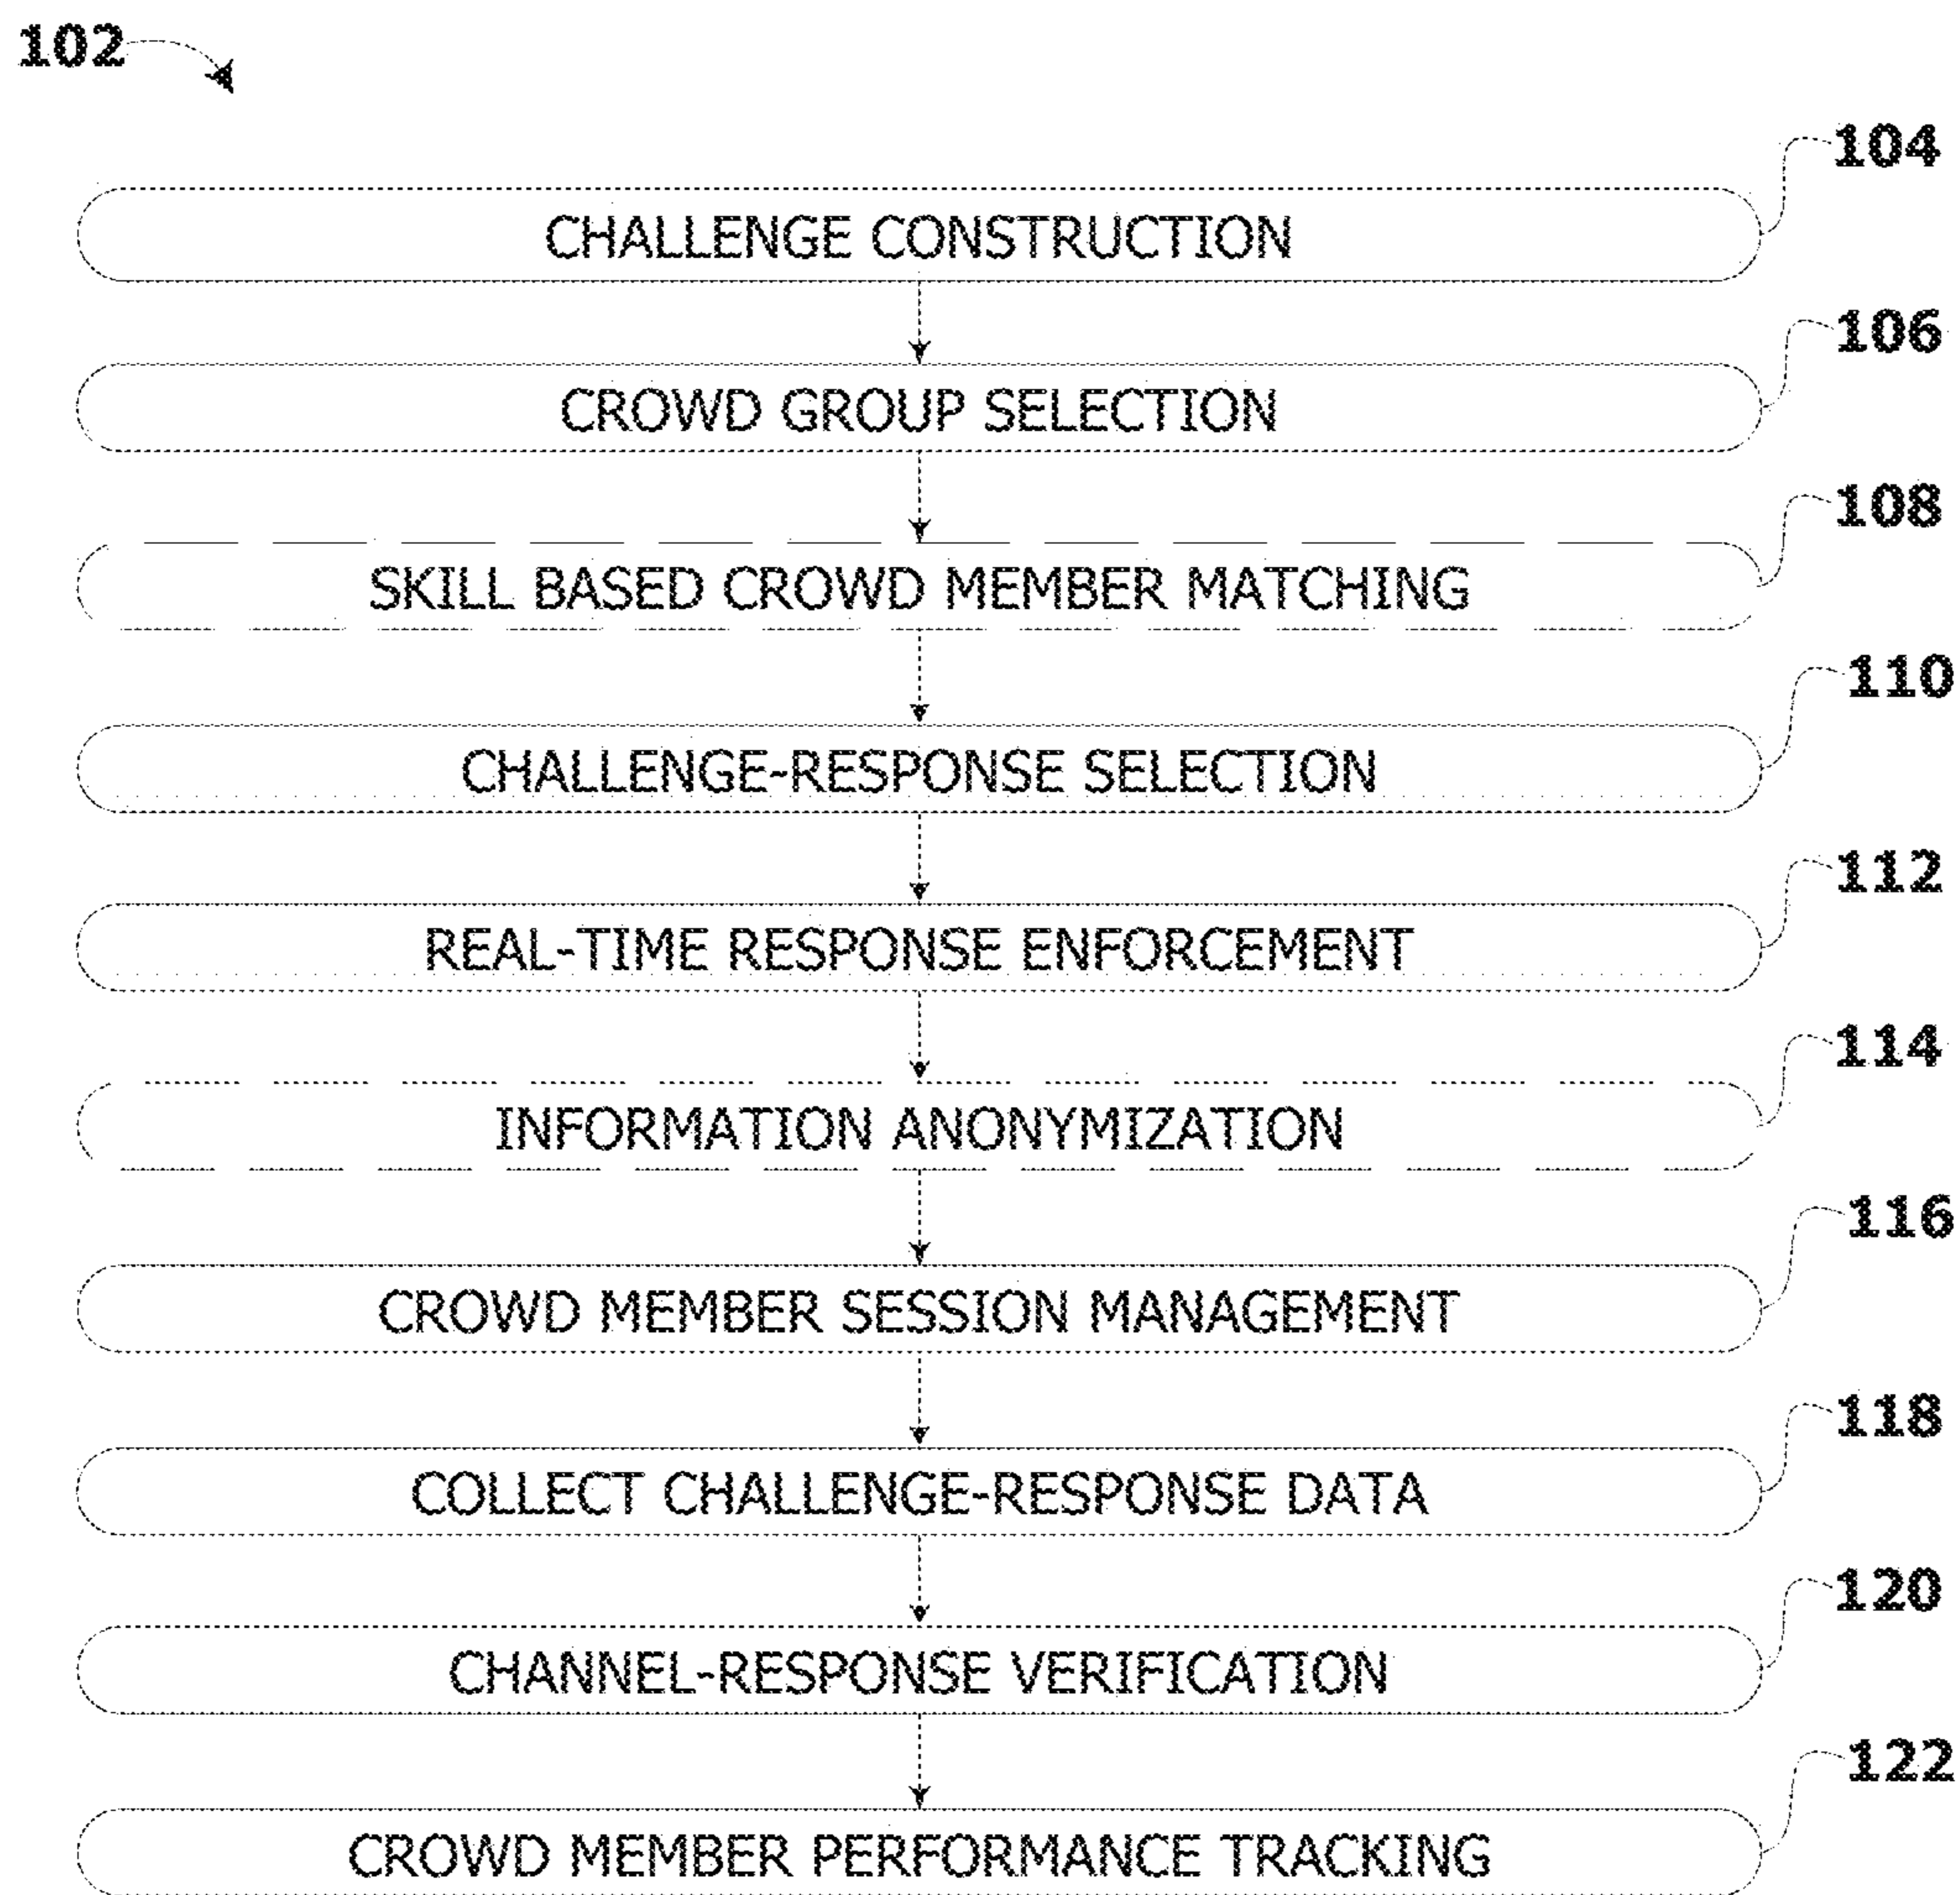 102
104
CHALLENGE CONSTRUCTION
106
CROWD GROUP SELECTION
108
SKILL BASED CROWD MEMBER MATCHING
110
CHALLENGE-RESPONSE SELECTION
112
REAL-TIME RESPONSE ENFORCEMENT
114
INFORMATION ANONYMIZATION
116
CROWD MEMBER SESSION MANAGEMENT
118
COLLECT CHALLENGE-RESPONSE DATA
120
CHANNEL-RESPONSE VERIFICATION
122
CROWD MEMBER PERFORMANCE TRACKING